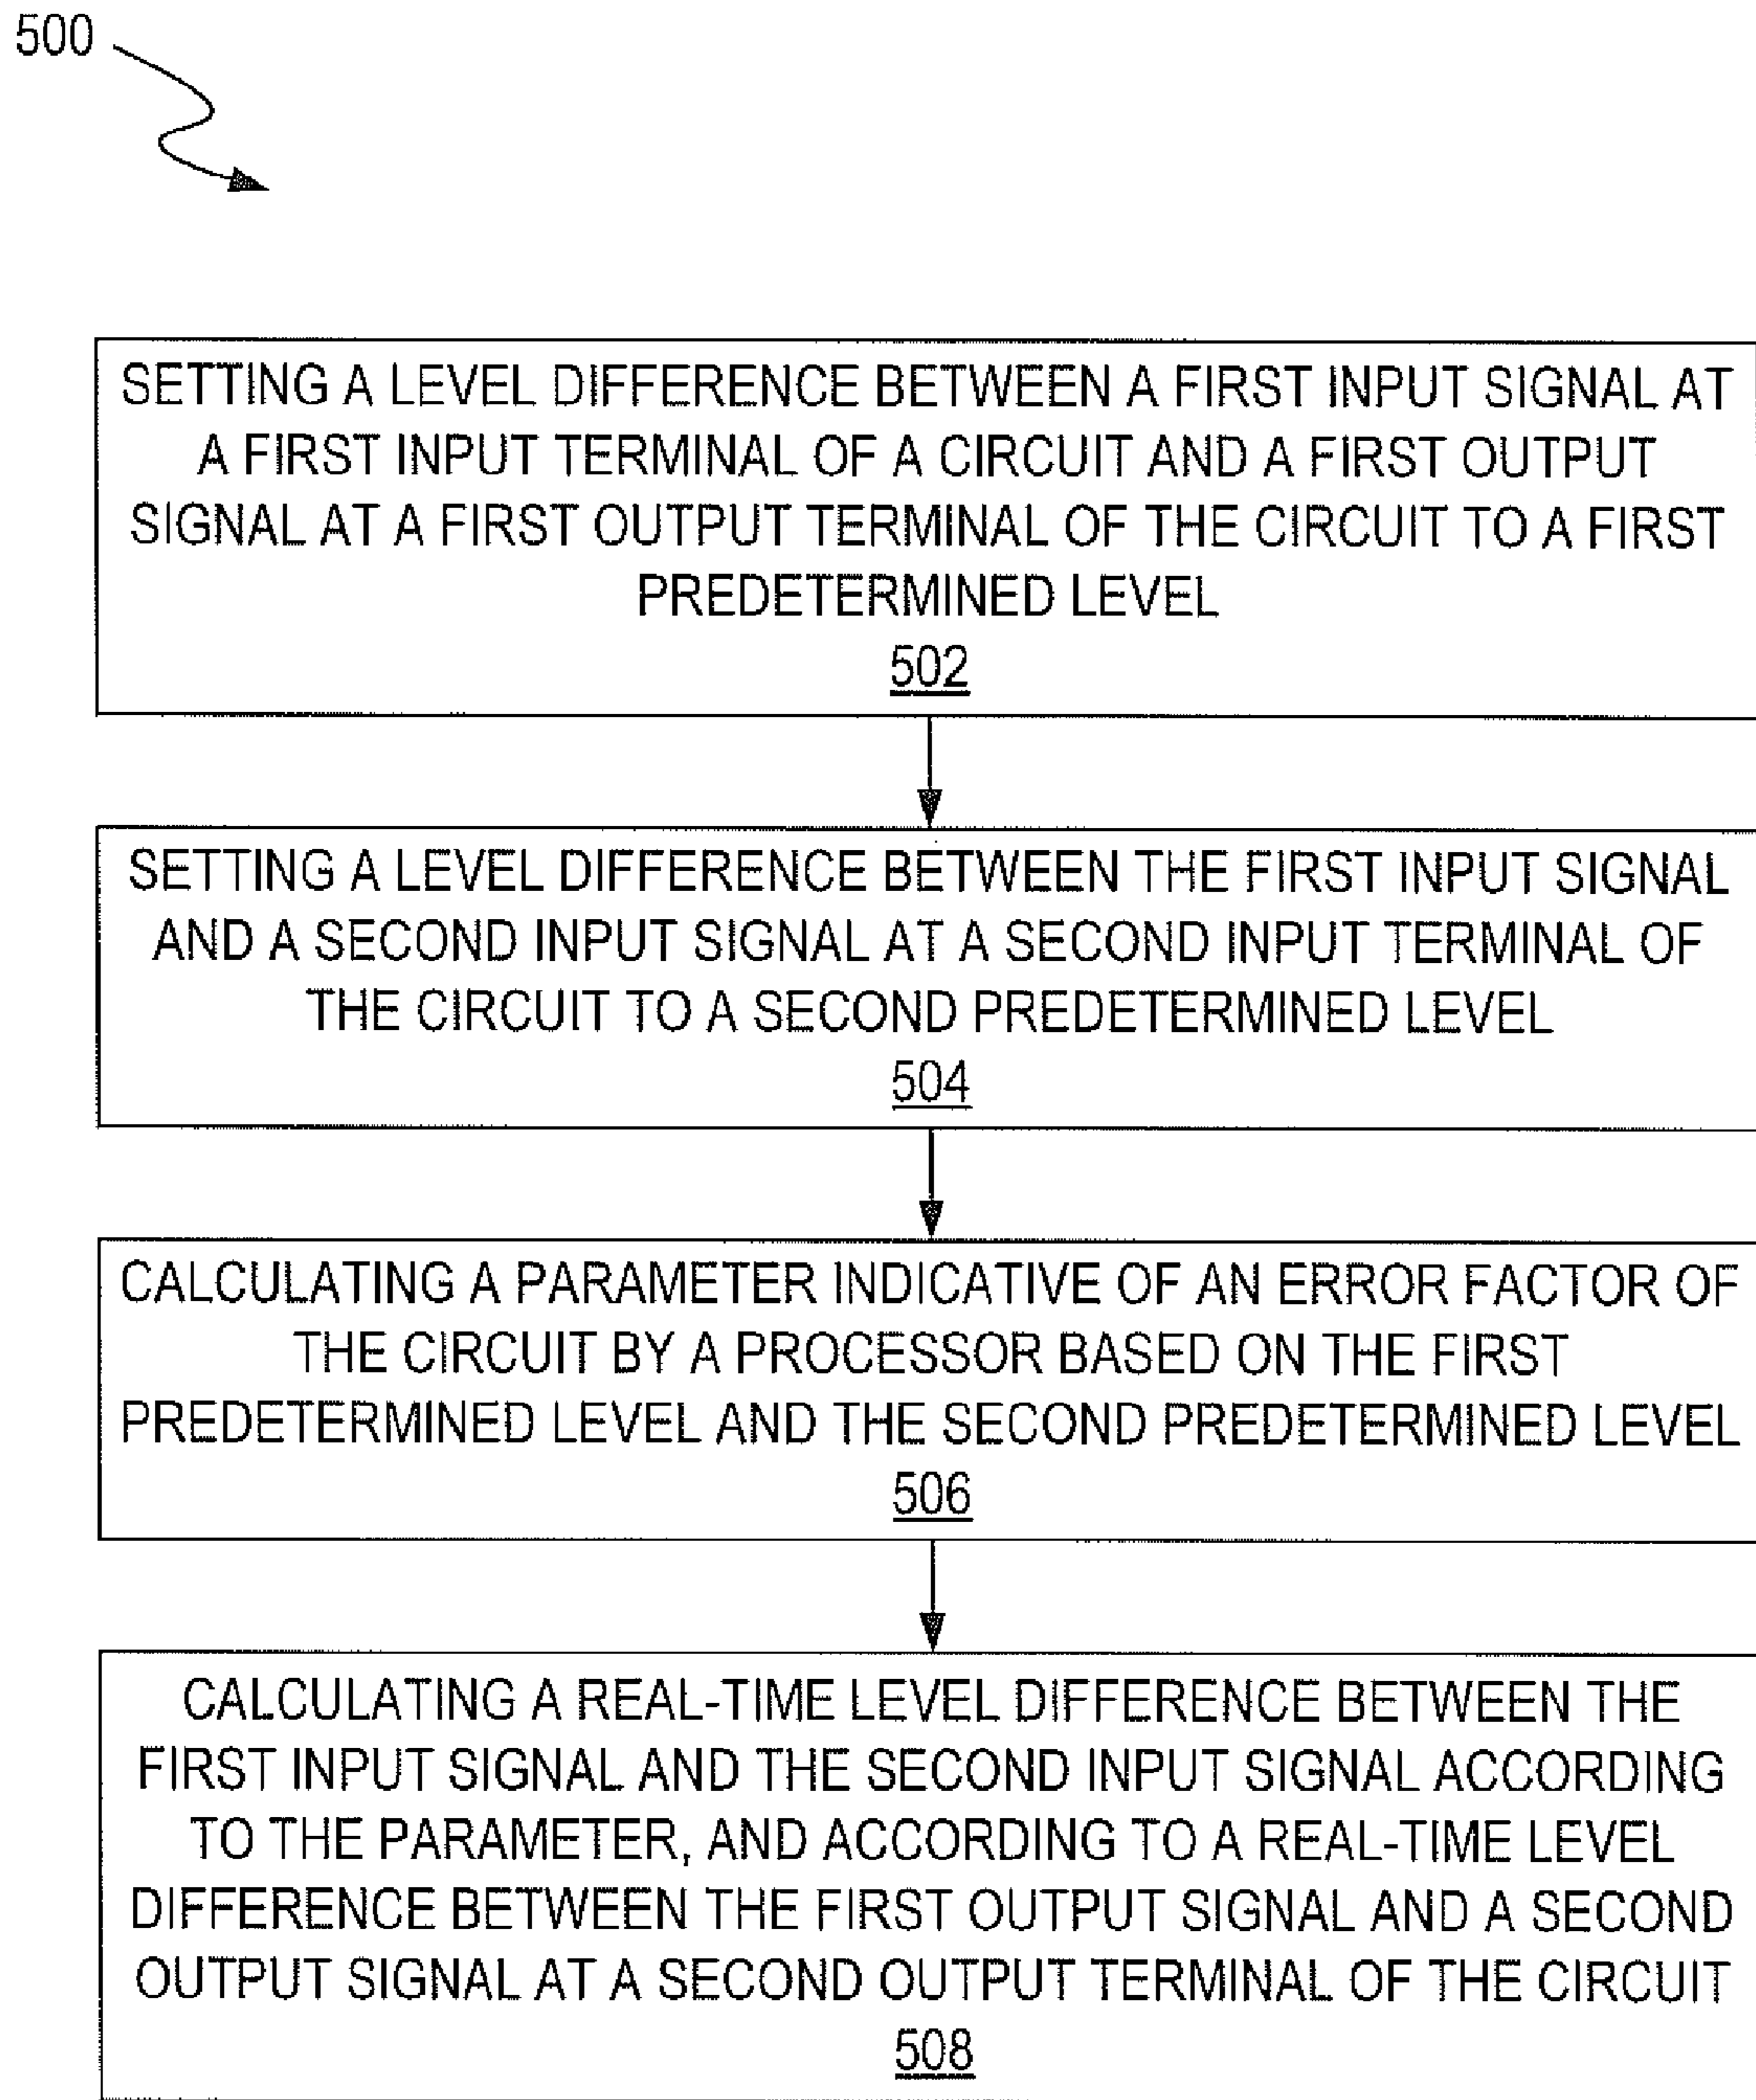 500
SETTING A LEVEL DIFFERENCE BETWEEN A FIRST INPUT SIGNAL AT
A FIRST INPUT TERMINAL OF A CIRCUIT AND A FIRST OUTPUT
SIGNAL AT A FIRST OUTPUT TERMINAL OF THE CIRCUIT TO A FIRST
PREDETERMINED LEVEL
502
SETTING A LEVEL DIFFERENCE BETWEEN THE FIRST INPUT SIGNAL
AND A SECOND INPUT SIGNAL AT A SECOND INPUT TERMINAL OF
THE CIRCUIT TO A SECOND PREDETERMINED LEVEL
504
CALCULATING A PARAMETER INDICATIVE OF AN ERROR FACTOR OF
THE CIRCUIT BY A PROCESSOR BASED ON THE FIRST
PREDETERMINED LEVEL AND THE SECOND PREDETERMINED LEVEL
506
CALCULATING A REAL-TIME LEVEL DIFFERENCE BETWEEN THE
FIRST INPUT SIGNAL AND THE SECOND INPUT SIGNAL ACCORDING
TO THE PARAMETER, AND ACCORDING TO A REAL-TIME LEVEL
DIFFERENCE BETWEEN THE FIRST OUTPUT SIGNAL AND A SECOND
OUTPUT SIGNAL AT A SECOND OUTPUT TERMINAL OF THE CIRCUIT
508